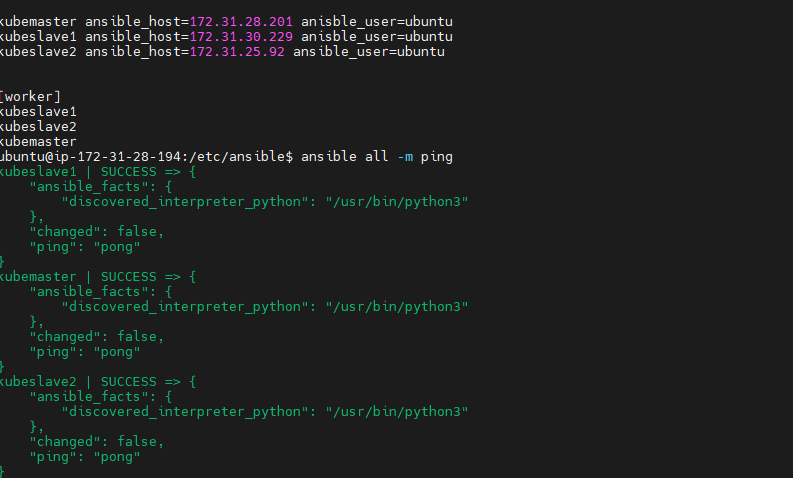 kubemaster ansible_host=172.31.28.201 anisble_user=ubuntu
kubeslave1 ansible_host=172.31.30.229 anisble_user=ubuntu
kubeslave2 ansible_host=172.31.25.92 ansible_user=ubuntu
[worker]
kubeslave1
kubeslave2
kubemaster
ubuntu@ip-172-31-28-194:/etc/ansible$ ansible all -m ping
kubeslave1 | SUCCESS => {
    "ansible_facts": {
        "discovered_interpreter_python": "/usr/bin/python3"
    },
    "changed": false,
    "ping": "pong"
}
kubemaster | SUCCESS => {
    "ansible_facts": {
        "discovered_interpreter_python": "/usr/bin/python3"
    },
    "changed": false,
    "ping": "pong"
}
kubeslave2 | SUCCESS => {
    "ansible_facts": {
        "discovered_interpreter_python": "/usr/bin/python3"
    },
    "changed": false,
    "ping": "pong"
}